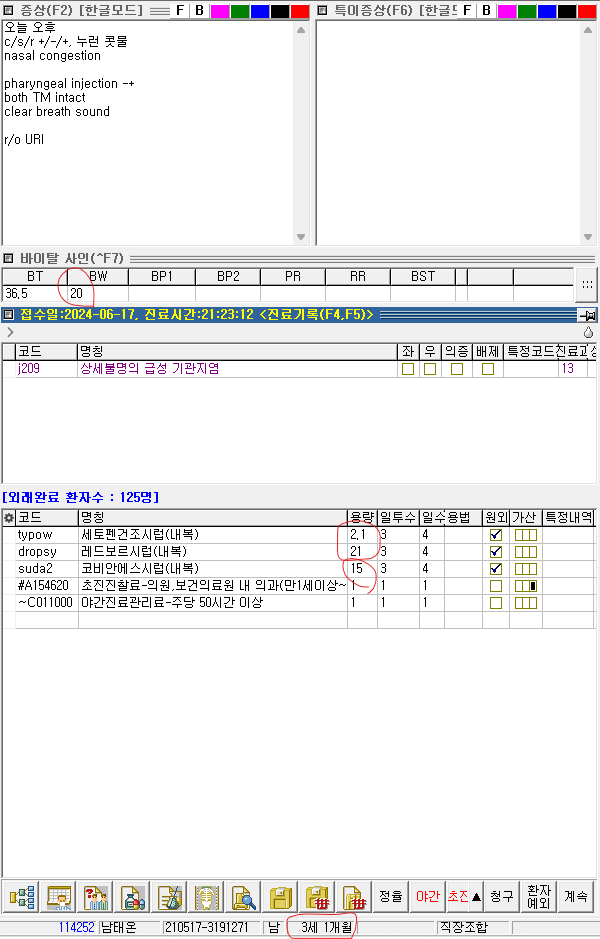 증상(F2) [한글모드] F B
오늘 오후
c/s/r +/-/+, 누런 콧물
nasal congestion
pharyngeal injection -+
both TM intact
clear breath sound
r/o URI
특이증상(F6) [한글모드 F B
바이탈 사인(^F7)
BT BW BP1 BP2 PR RR BST
36,5 20
접수일:2024-06-17, 진료시간:21:23:12 <진료기록(F4,F5)>
코드 명칭 좌 우 의증 배제 특정코드 진료과 상
j209 상세불명의 급성 기관지염 13
[외래완료 환자수 : 125명]
코드 명칭 용량 일투수 일수 용법 원외 가산 특정내역
typow 세토펜건조시럽(내복) 2,1 3 4
dropsy 레드보르시럽(내복) 21 3 4
suda2 코비안에스시럽(내복) 15 3 4
#A154620 초진진찰료-의원,보건의료원 내 의과(만1세이상~ 1 1 1
~C011000 야간진료관리료-주당 50시간 이상 1 1 1
정율 야간 초진▲ 청구 환자예외 계속
114252 남태온 210517-3191271 남 3세 1개월 직장조합